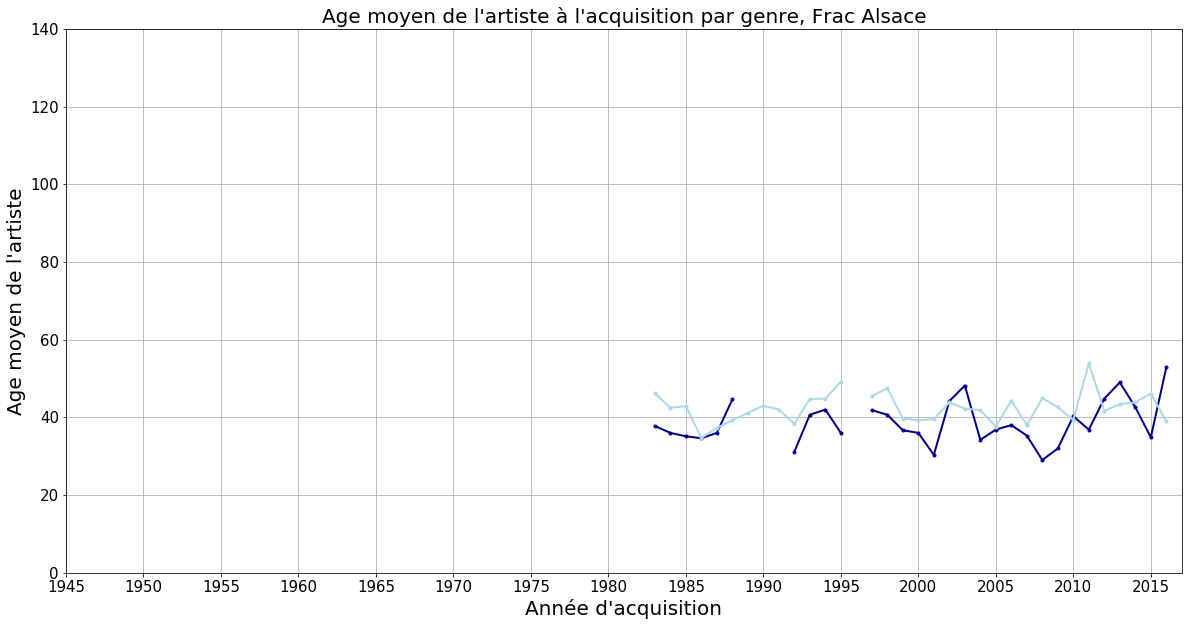 Age moyen de l'artiste à l'acquisition par genre, Frac Alsace
140
120
100
80
60
40
20
0
Age moyen de l'artiste
1945 1950 1955 1960 1965 1970 1975 1980 1985 1990 1995 2000 2005 2010 2015
Année d'acquisition